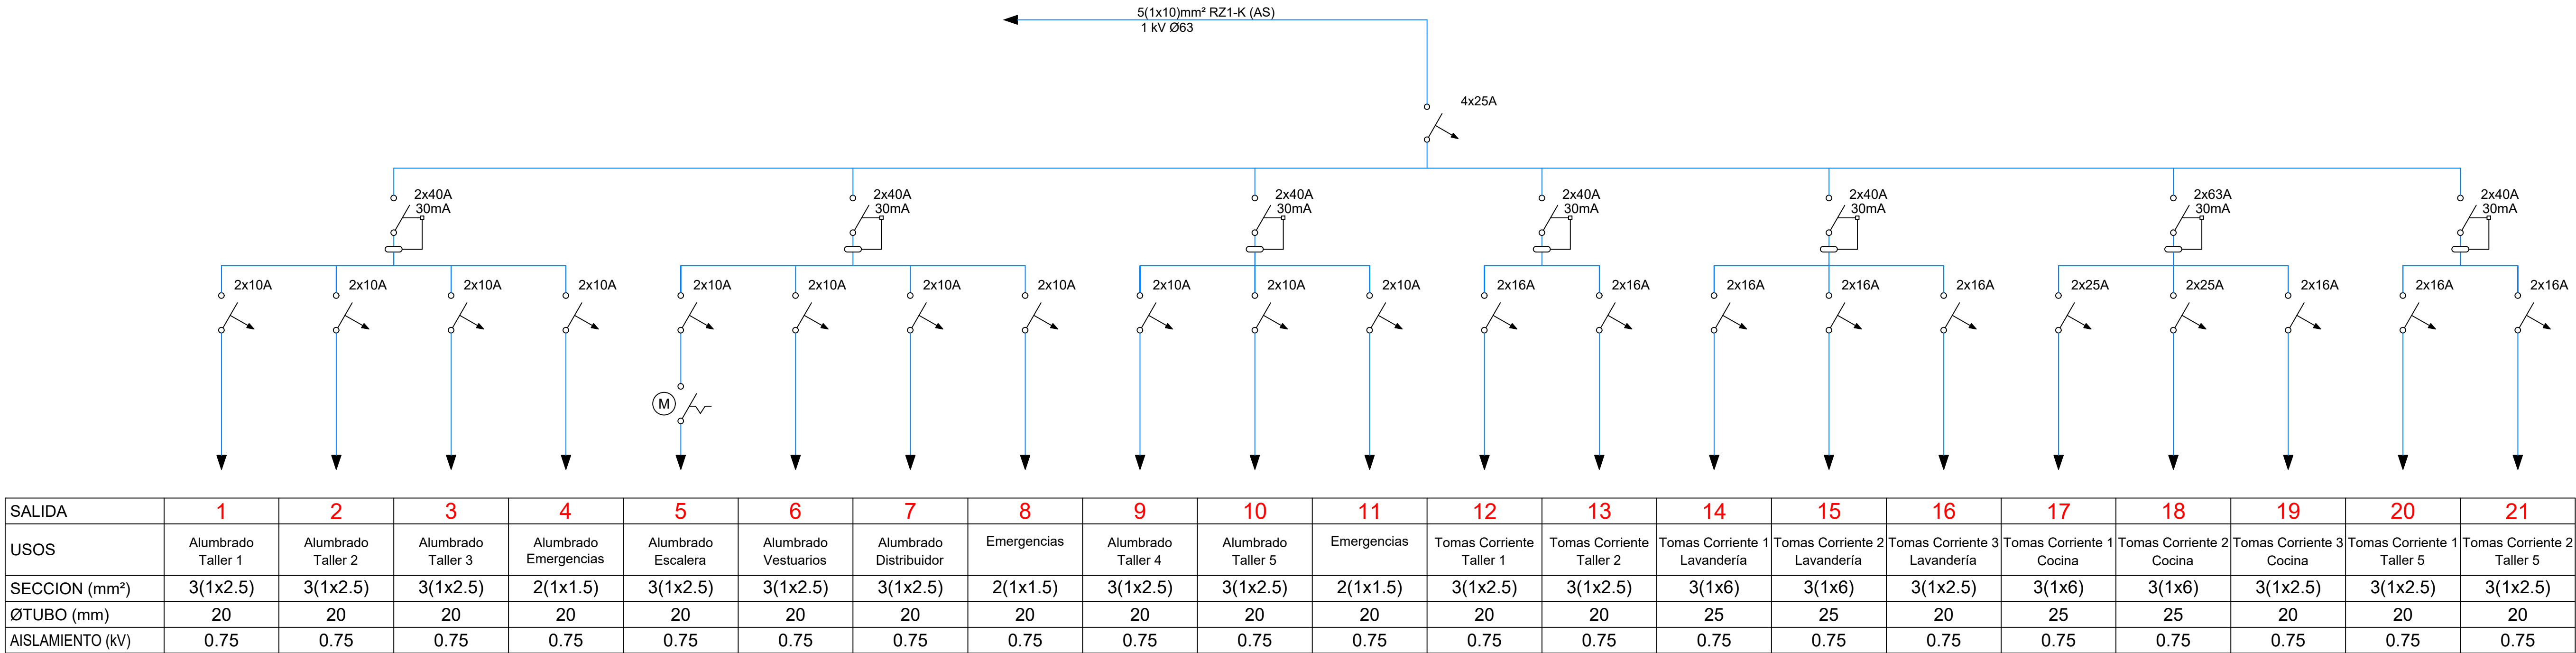 5(1x10)mm² RZ1-K (AS)
1 kV Ø63
4x25A
2x40A 2x40A 2x40A 2x40A 2x40A 2x63A 2x40A
30mA 30mA 30mA 30mA 30mA 30mA 30mA
2x10A 2x10A 2x10A 2x10A 2x10A 2x10A 2x10A 2x10A 2x10A 2x10A 2x10A 2x16A 2x16A 2x16A 2x16A 2x16A 2x25A 2x25A 2x16A 2x16A 2x16A
M
SALIDA 1 2 3 4 5 6 7 8 9 10 11 12 13 14 15 16 17 18 19 20 21
USOS
Alumbrado
Taller 1
Alumbrado
Taller 2
Alumbrado
Taller 3
Alumbrado
Emergencias
Alumbrado
Escalera
Alumbrado
Vestuarios
Alumbrado
Distribuidor
Emergencias
Alumbrado
Taller 4
Alumbrado
Taller 5
Emergencias
Tomas Corriente
Taller 1
Tomas Corriente
Taller 2
Tomas Corriente 1
Lavandería
Tomas Corriente 2
Lavandería
Tomas Corriente 3
Lavandería
Tomas Corriente 1
Cocina
Tomas Corriente 2
Cocina
Tomas Corriente 3
Cocina
Tomas Corriente 1
Taller 5
Tomas Corriente 2
Taller 5
SECCION (mm²) 3(1x2.5) 3(1x2.5) 3(1x2.5) 2(1x1.5) 3(1x2.5) 3(1x2.5) 3(1x2.5) 2(1x1.5) 3(1x2.5) 3(1x2.5) 2(1x1.5) 3(1x2.5) 3(1x2.5) 3(1x6) 3(1x6) 3(1x2.5) 3(1x6) 3(1x6) 3(1x2.5) 3(1x2.5) 3(1x2.5)
ØTUBO (mm) 20 20 20 20 20 20 20 20 20 20 20 20 20 25 25 20 25 25 20 20 20
AISLAMIENTO (kV) 0.75 0.75 0.75 0.75 0.75 0.75 0.75 0.75 0.75 0.75 0.75 0.75 0.75 0.75 0.75 0.75 0.75 0.75 0.75 0.75 0.75